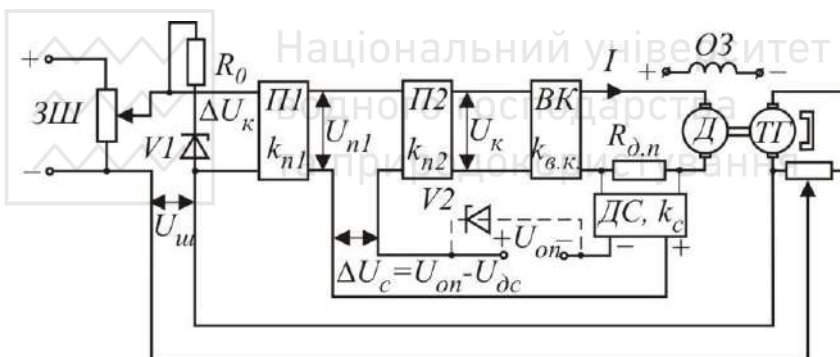 Національний університет
водного господарства
та природокористування
+
ЗШ
−
R₀
ΔUк
V1
Uш
П1
kп1
Uп1
П2
kп2
Uк
ВК
kв.к
I
+ ОЗ −
Rд.п
Д
ТГ
V2
+Uоп−
ДС, kс
− +
ΔUс=Uоп-Uдс